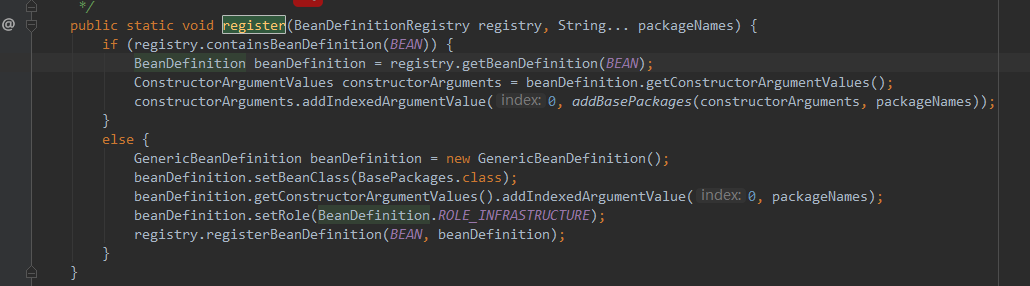 */
@ public static void register(BeanDefinitionRegistry registry, String... packageNames) {
if (registry.containsBeanDefinition(BEAN)) {
BeanDefinition beanDefinition = registry.getBeanDefinition(BEAN);
ConstructorArgumentValues constructorArguments = beanDefinition.getConstructorArgumentValues();
constructorArguments.addIndexedArgumentValue( index: 0, addBasePackages(constructorArguments, packageNames));
}
else {
GenericBeanDefinition beanDefinition = new GenericBeanDefinition();
beanDefinition.setBeanClass(BasePackages.class);
beanDefinition.getConstructorArgumentValues().addIndexedArgumentValue( index: 0, packageNames);
beanDefinition.setRole(BeanDefinition.ROLE_INFRASTRUCTURE);
registry.registerBeanDefinition(BEAN, beanDefinition);
}
}